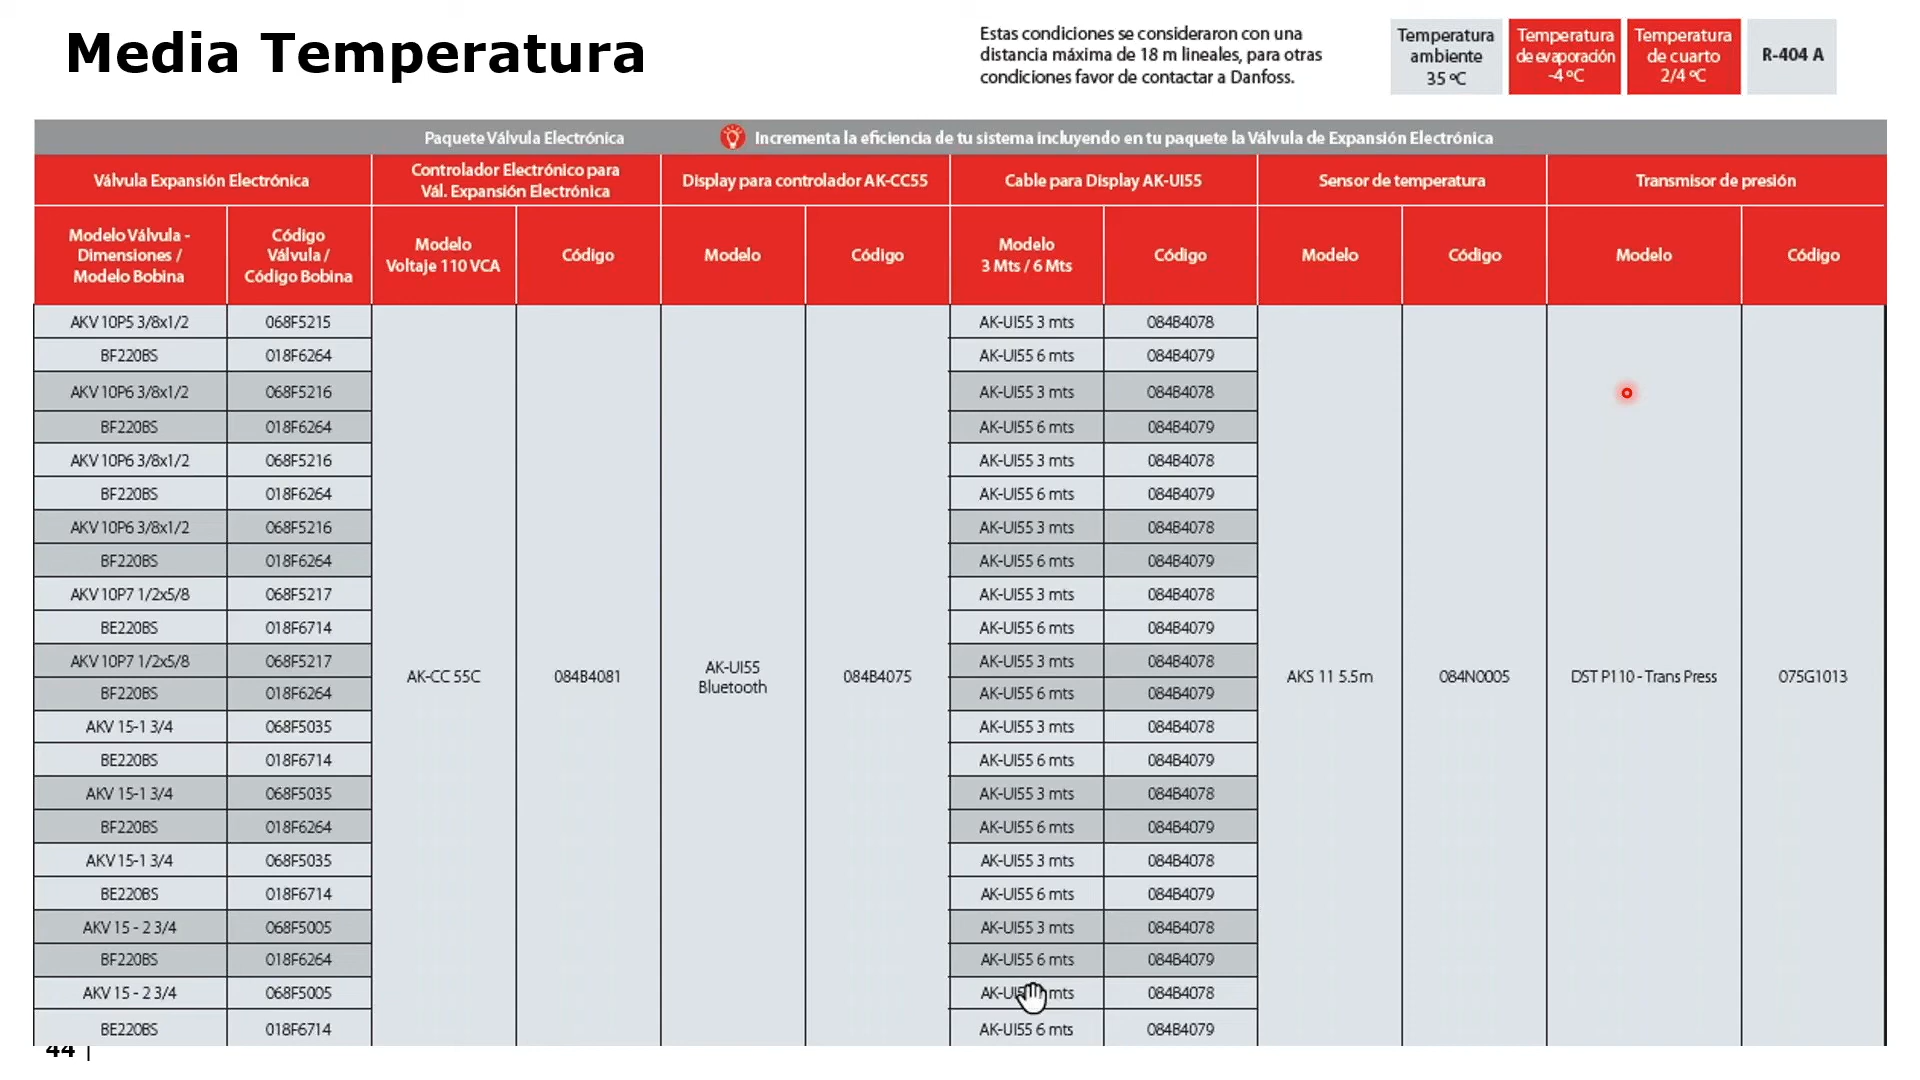 Media Temperatura
Estas condiciones se consideraron con una
distancia máxima de 18 m lineales, para otras
condiciones favor de contactar a Danfoss.
Temperatura
ambiente
35 ºC
Temperatura
de evaporación
-4 ºC
Temperatura
de cuarto
2/4 ºC
R-404 A
Paquete Válvula Electrónica Incrementa la eficiencia de tu sistema incluyendo en tu paquete la Válvula de Expansión Electrónica
Válvula Expansión Electrónica
Controlador Electrónico para
Vál. Expansión Electrónica
Display para controlador AK-CC55
Cable para Display AK-UI55
Sensor de temperatura
Transmisor de presión
Modelo Válvula -
Dimensiones /
Modelo Bobina
Código
Válvula /
Código Bobina
Modelo
Voltaje 110 VCA
Código
Modelo
Código
Modelo
3 Mts / 6 Mts
Código
Modelo
Código
Modelo
Código
AKV 10P5 3/8x1/2 068F5215 AK-UI55 3 mts 084B4078
BF220BS 018F6264 AK-UI55 6 mts 084B4079
AKV 10P6 3/8x1/2 068F5216 AK-UI55 3 mts 084B4078
BF220BS 018F6264 AK-UI55 6 mts 084B4079
AKV 10P6 3/8x1/2 068F5216 AK-UI55 3 mts 084B4078
BF220BS 018F6264 AK-UI55 6 mts 084B4079
AKV 10P6 3/8x1/2 068F5216 AK-UI55 3 mts 084B4078
BF220BS 018F6264 AK-UI55 6 mts 084B4079
AKV 10P7 1/2x5/8 068F5217 AK-UI55 3 mts 084B4078
BE220BS 018F6714 AK-UI55 6 mts 084B4079
AKV 10P7 1/2x5/8 068F5217 AK-UI55 3 mts 084B4078
AK-CC 55C 084B4081
AK-UI55
Bluetooth
084B4075 AKS 11 5.5m 084N0005 DST P110 - Trans Press 075G1013
BF220BS 018F6264 AK-UI55 6 mts 084B4079
AKV 15-1 3/4 068F5035 AK-UI55 3 mts 084B4078
BE220BS 018F6714 AK-UI55 6 mts 084B4079
AKV 15-1 3/4 068F5035 AK-UI55 3 mts 084B4078
BF220BS 018F6264 AK-UI55 6 mts 084B4079
AKV 15-1 3/4 068F5035 AK-UI55 3 mts 084B4078
BE220BS 018F6714 AK-UI55 6 mts 084B4079
AKV 15 - 2 3/4 068F5005 AK-UI55 3 mts 084B4078
BF220BS 018F6264 AK-UI55 6 mts 084B4079
AKV 15 - 2 3/4 068F5005 mts 084B4078
BE220BS 018F6714 AK-UI55 6 mts 084B4079
44 |